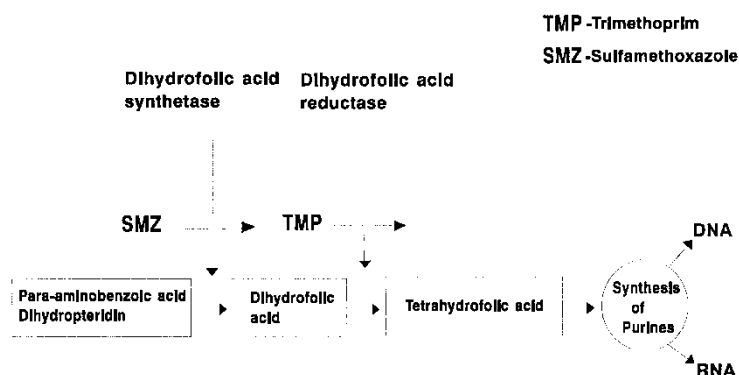 TMP-Trimethoprim
SMZ-Sulfamethoxazole
Dihydrofolic acid
synthetase
Dihydrofolic acid
reductase
SMZ
TMP
DNA
Para-aminobenzoic acid
Dihydropteridin
Dihydrofolic
acid
Tetrahydrofolic acid
Synthesis
of
Purines
RNA